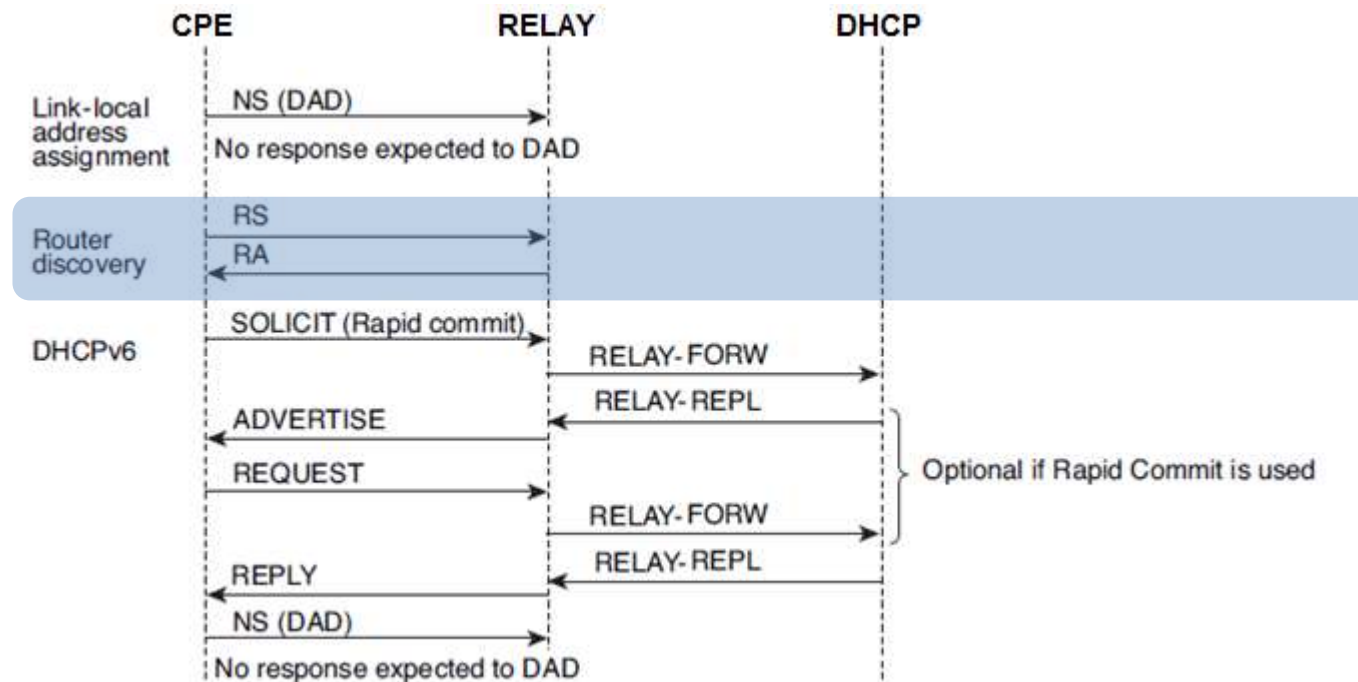 CPE RELAY DHCP
Link-local
address
assignment
NS (DAD)
No response expected to DAD
Router
discovery
RS
RA
DHCPv6
SOLICIT (Rapid commit)
RELAY-FORW
RELAY-REPL
ADVERTISE
REQUEST
Optional if Rapid Commit is used
RELAY-FORW
RELAY-REPL
REPLY
NS (DAD)
No response expected to DAD